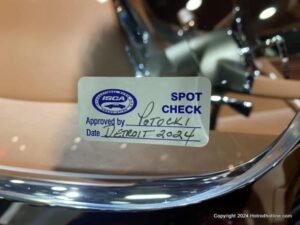 ISCA
SPOT
CHECK
Approved by POTOCKI
Date DETROIT 2024
Copyright 2024 Hotrodhotline.com